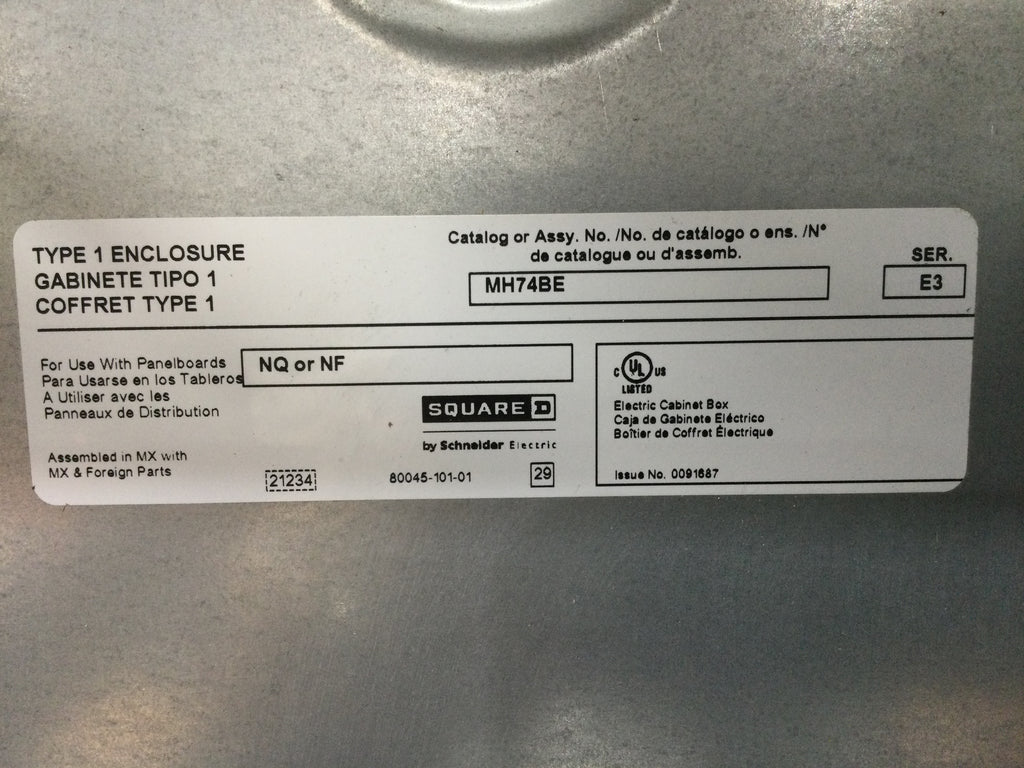 TYPE 1 ENCLOSURE
GABINETE TIPO 1
COFFRET TYPE 1
Catalog or Assy. No. /No. de catálogo o ens. /N°
de catalogue ou d'assemb.
MH74BE
SER.
E3
For Use With Panelboards
Para Usarse en los Tableros
A Utiliser avec les
Panneaux de Distribution
NQ or NF
SQUARE D
by Schneider Electric
Assembled in MX with
MX & Foreign Parts
21234
80045-101-01
29
C UL US
LISTED
Electric Cabinet Box
Caja de Gabinete Eléctrico
Boîtier de Coffret Électrique
Issue No. 0091687